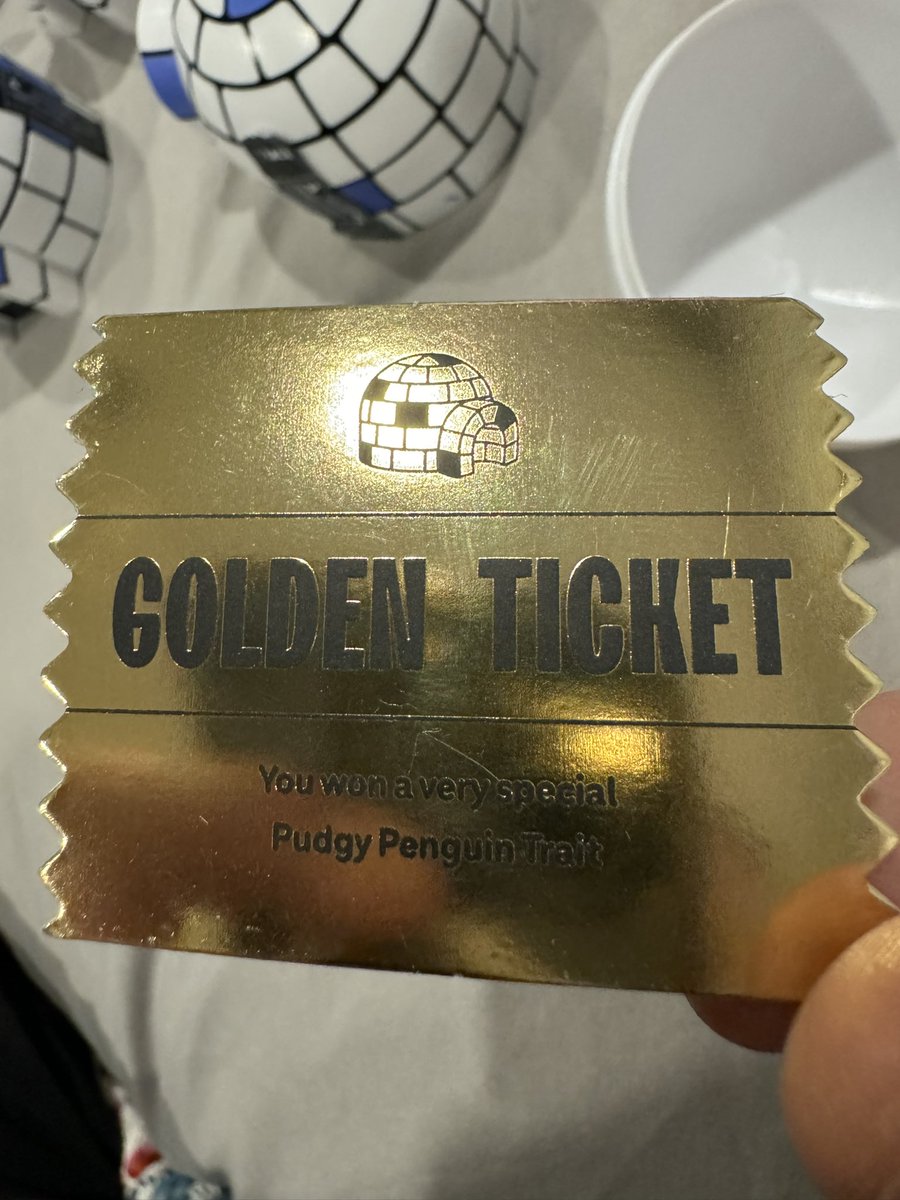 GOLDEN TICKET
You won a very special
Pudgy Penguin Trait